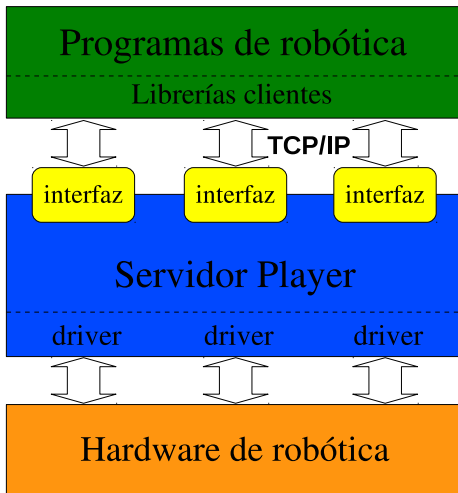 Programas de robótica
Librerías clientes
TCP/IP
interfaz interfaz interfaz
Servidor Player
driver driver driver
Hardware de robótica